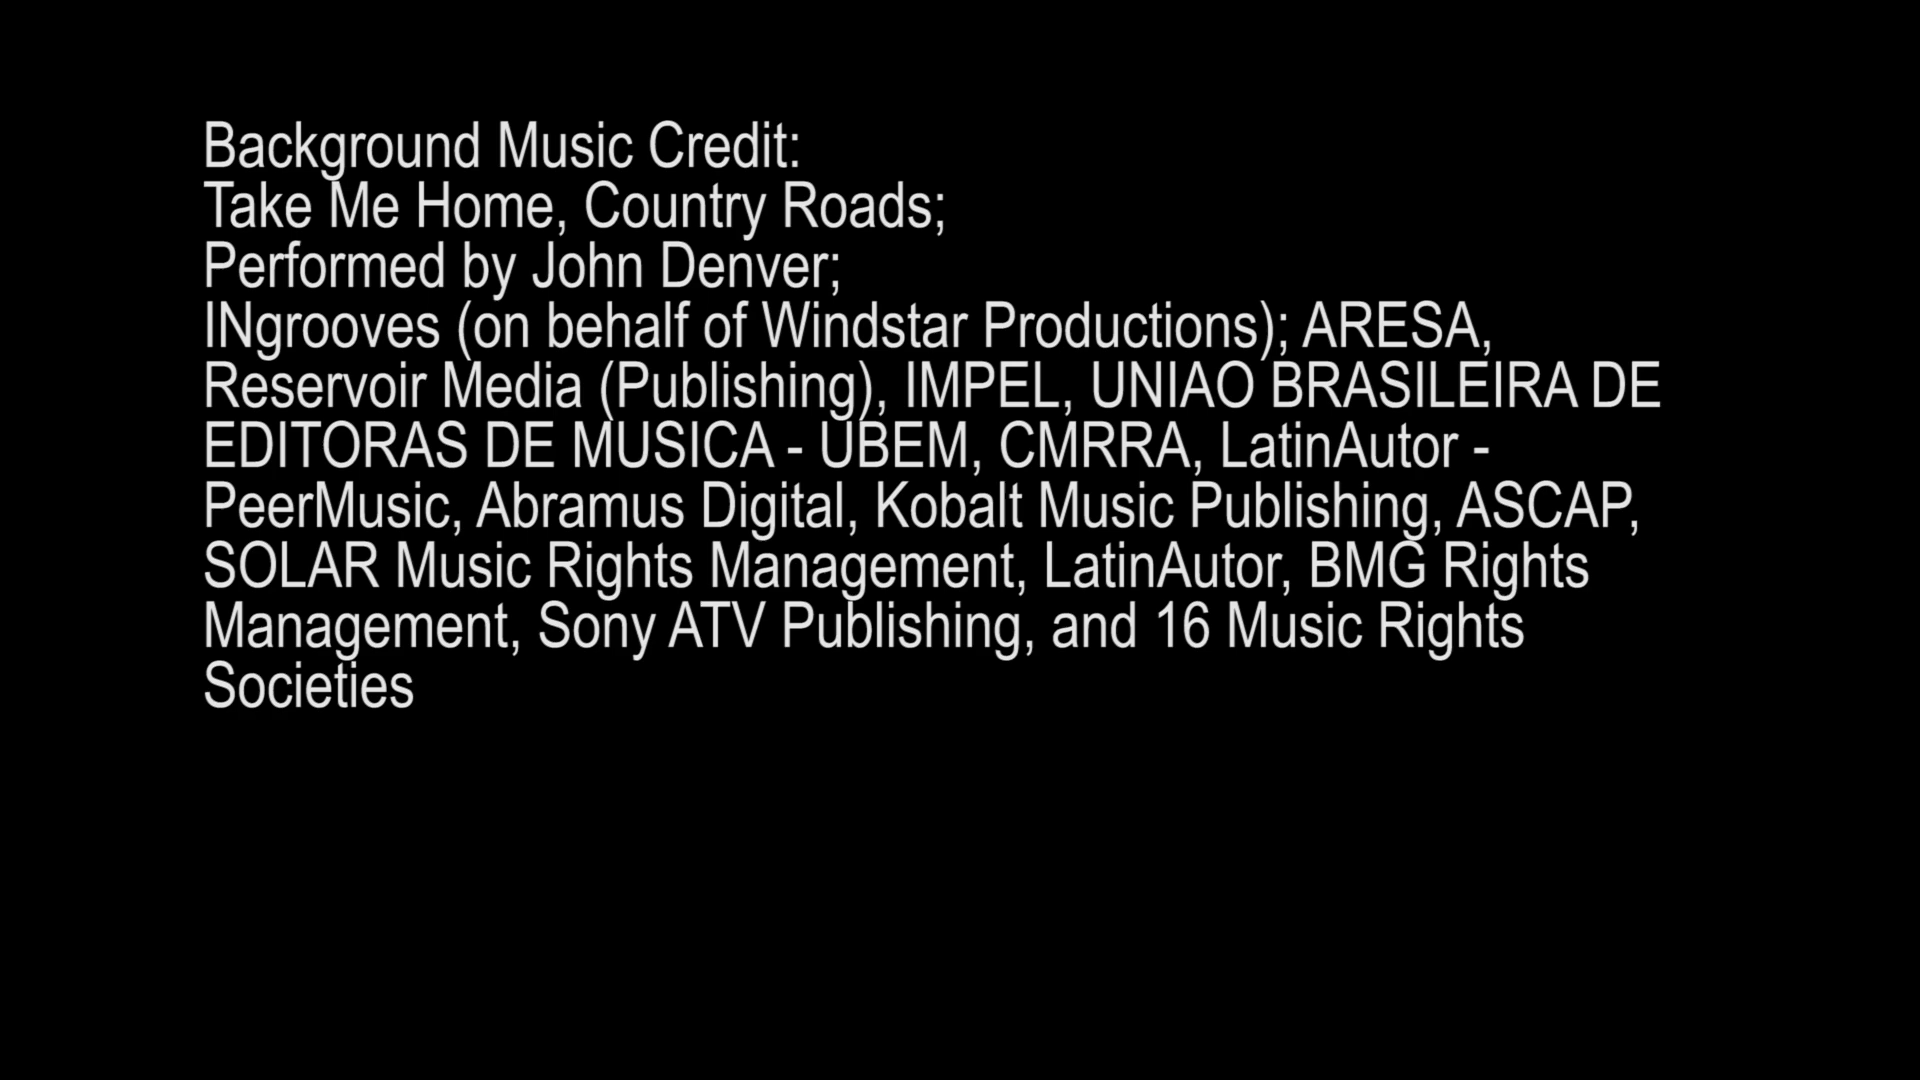 Background Music Credit:
Take Me Home, Country Roads;
Performed by John Denver;
INgrooves (on behalf of Windstar Productions); ARESA,
Reservoir Media (Publishing), IMPEL, UNIAO BRASILEIRA DE
EDITORAS DE MUSICA - UBEM, CMRRA, LatinAutor -
PeerMusic, Abramus Digital, Kobalt Music Publishing, ASCAP,
SOLAR Music Rights Management, LatinAutor, BMG Rights
Management, Sony ATV Publishing, and 16 Music Rights
Societies